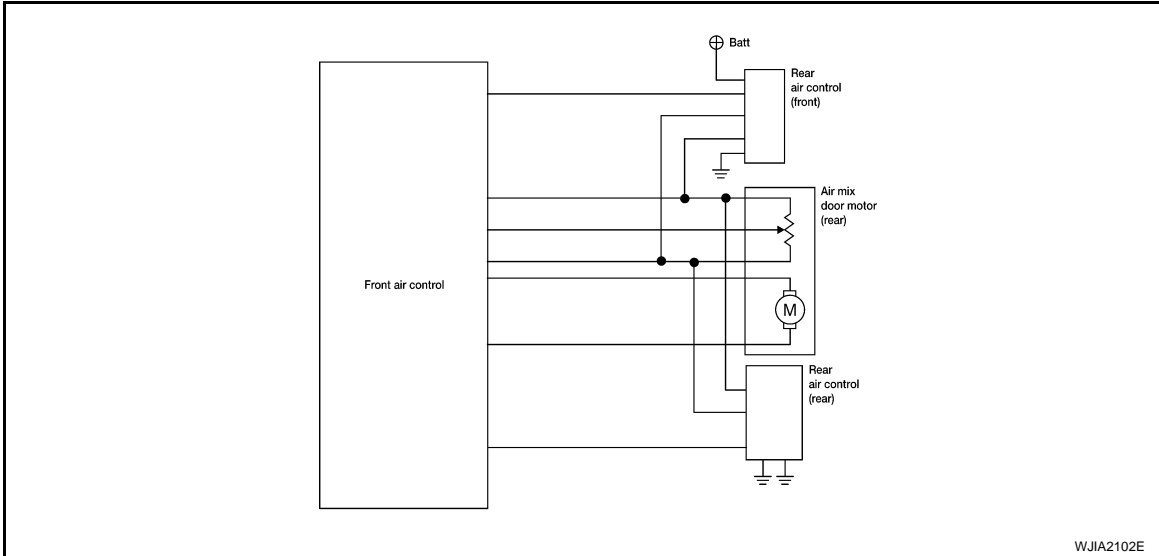 Batt
Rear
air control
(front)
Air mix
door motor
(rear)
Front air control
M
Rear
air control
(rear)
WJIA2102E